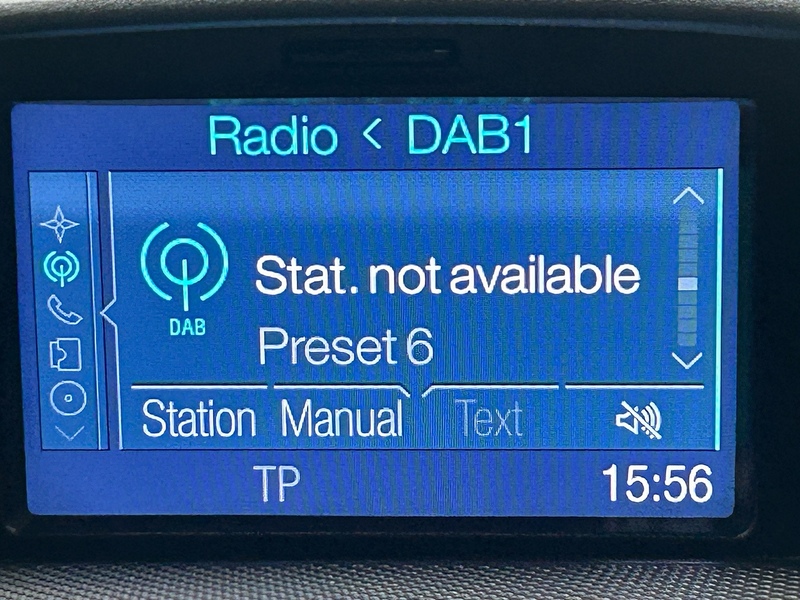 Radio < DAB1
Stat. not available
DAB
Preset 6
Station Manual Text
TP 15:56